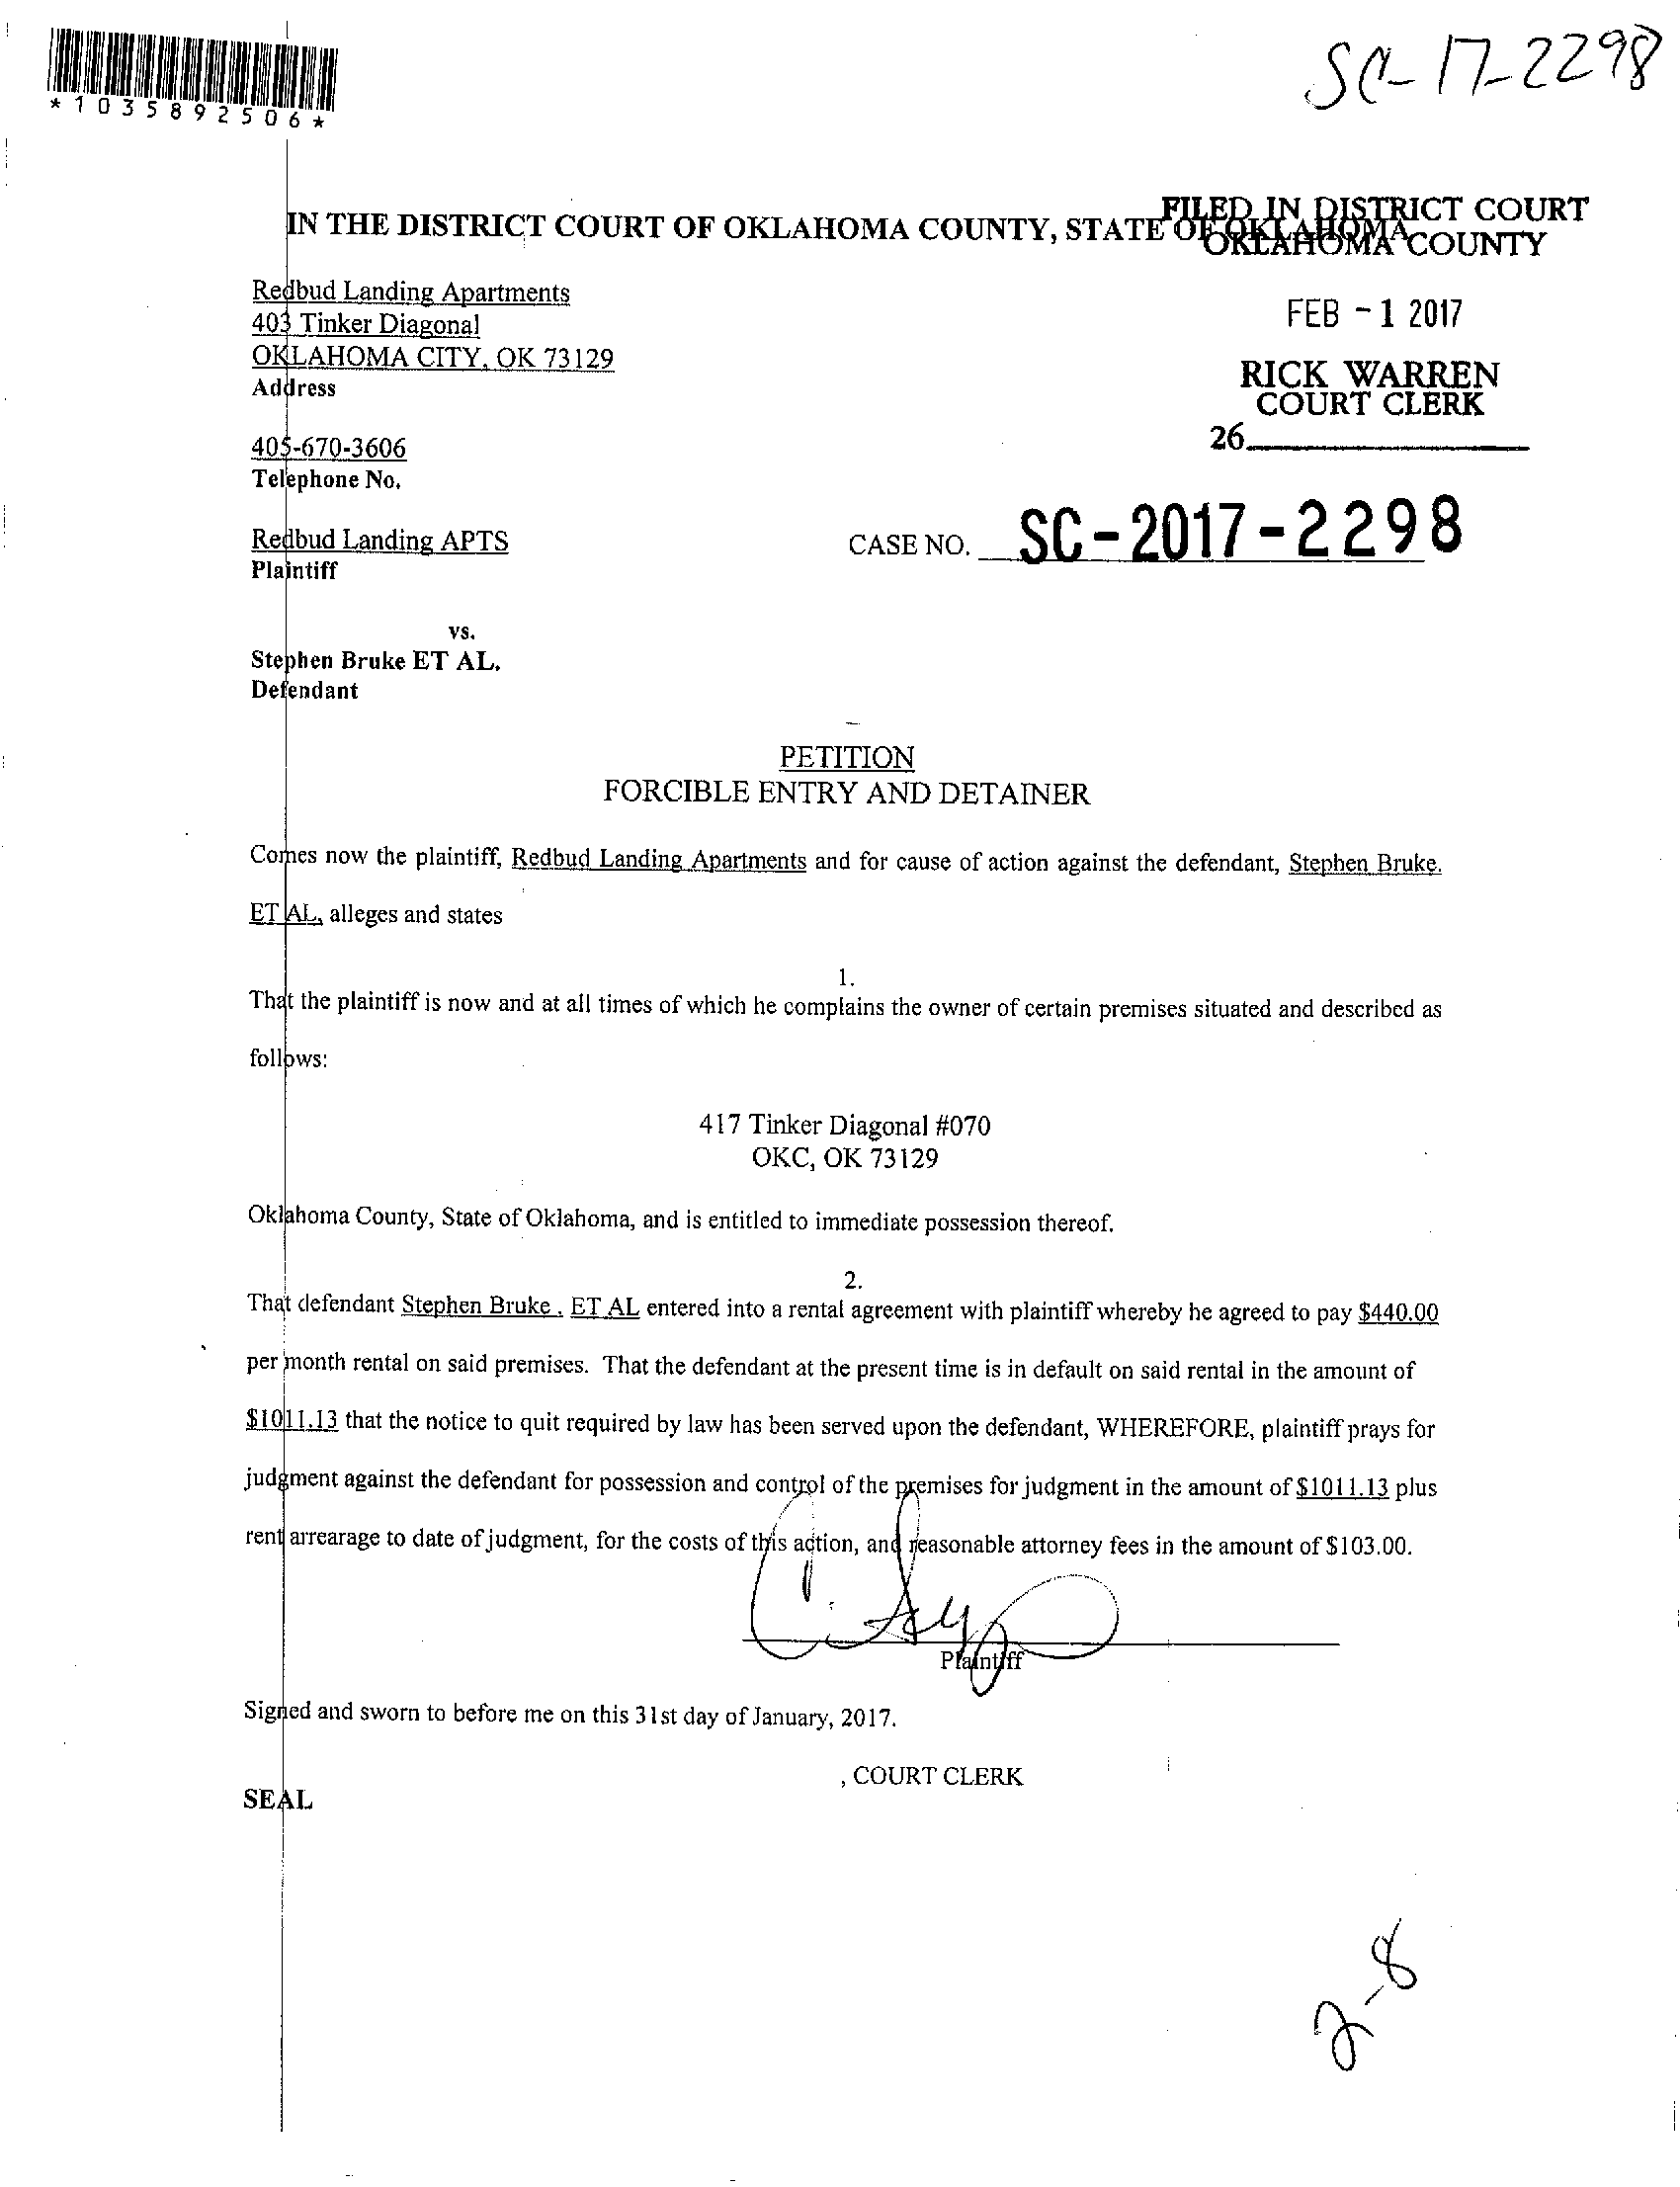 SC-17-2298
*1035892506*
IN THE DISTRICT COURT OF OKLAHOMA COUNTY, STATE OF OKLAHOMA
FILED IN DISTRICT COURT
OKLAHOMA COUNTY
Redbud Landing Apartments
403 Tinker Diagonal
OKLAHOMA CITY, OK 73129
Address
FEB - 1 2017
RICK WARREN
COURT CLERK
26
405-670-3606
Telephone No.
Redbud Landing APTS
Plaintiff
CASE NO. SC-2017-2298
vs.
Stephen Bruke ET AL.
Defendant
PETITION
FORCIBLE ENTRY AND DETAINER
Comes now the plaintiff, Redbud Landing Apartments and for cause of action against the defendant, Stephen Bruke.
ET AL, alleges and states
1.
That the plaintiff is now and at all times of which he complains the owner of certain premises situated and described as
follows:
417 Tinker Diagonal #070
OKC, OK 73129
Oklahoma County, State of Oklahoma, and is entitled to immediate possession thereof.
2.
That defendant Stephen Bruke . ET AL entered into a rental agreement with plaintiff whereby he agreed to pay $440.00
per month rental on said premises. That the defendant at the present time is in default on said rental in the amount of
$1011.13 that the notice to quit required by law has been served upon the defendant, WHEREFORE, plaintiff prays for
judgment against the defendant for possession and control of the premises for judgment in the amount of $1011.13 plus
rent arrearage to date of judgment, for the costs of this action, and reasonable attorney fees in the amount of $103.00.
Plaintiff
Signed and sworn to before me on this 31st day of January, 2017.
, COURT CLERK
SEAL
2-8